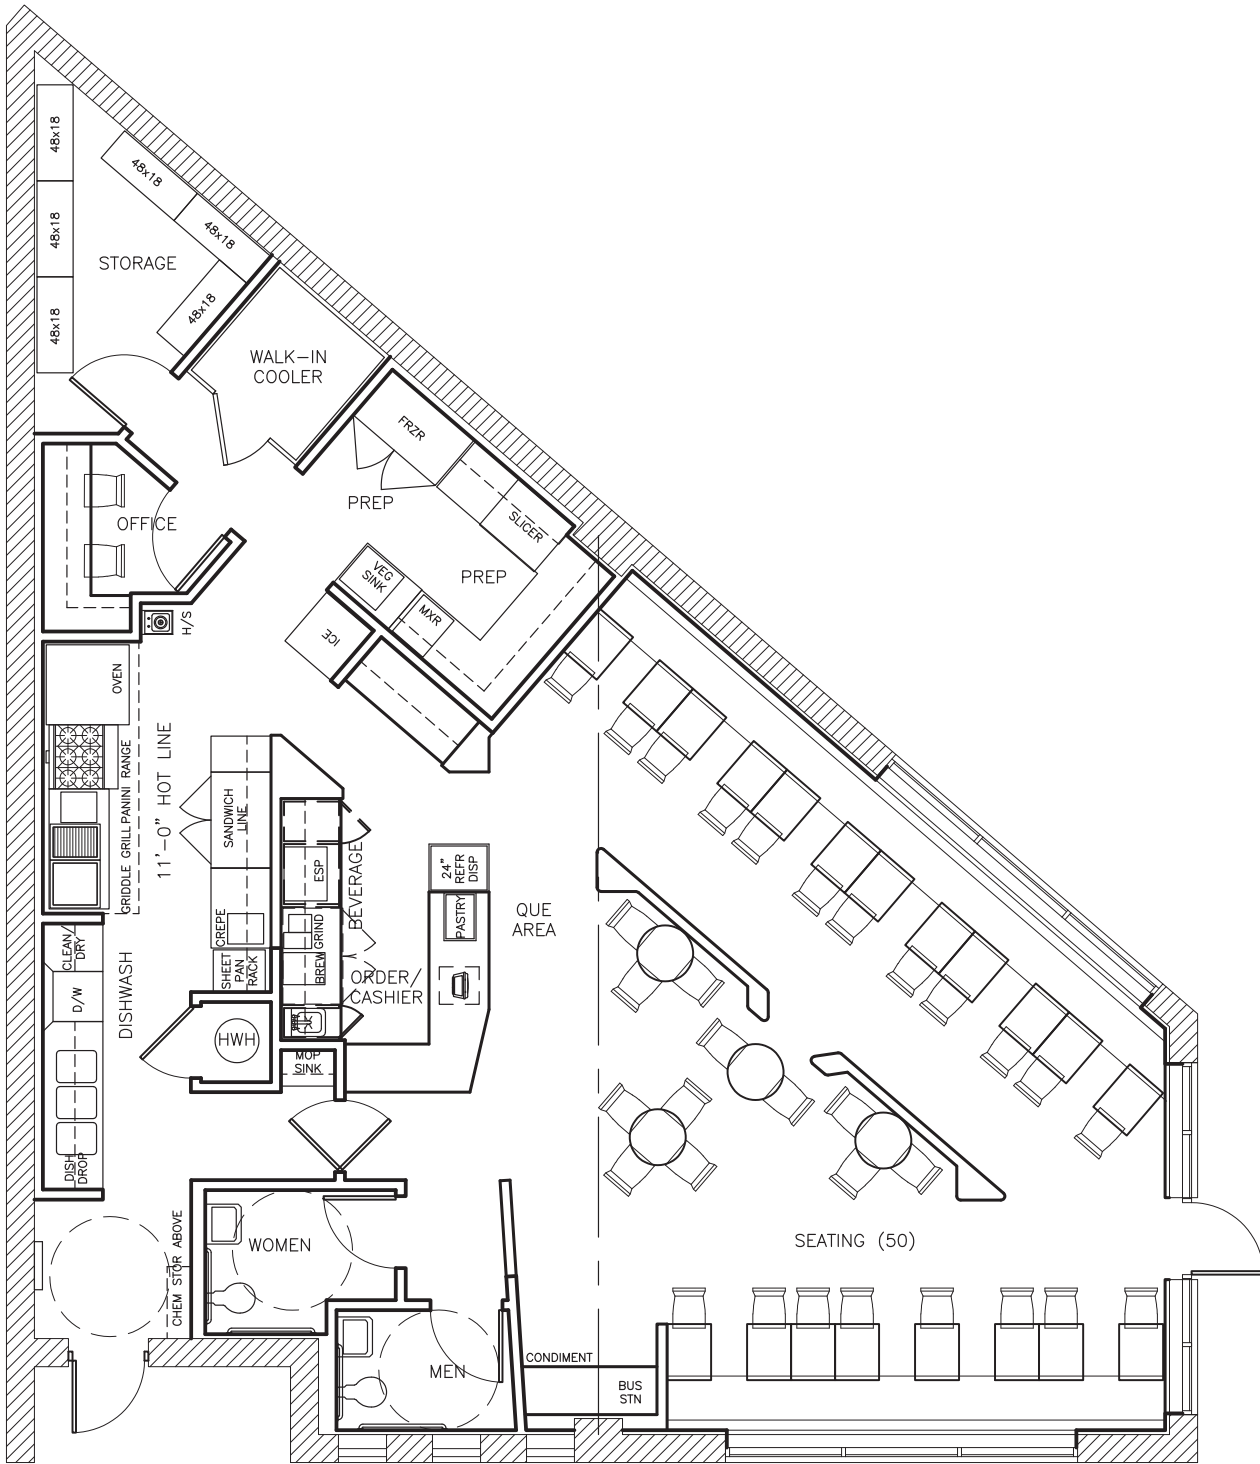 48x18
48x18
48x18
48x18
48x18
48x18
STORAGE
WALK-IN
COOLER
FRZR
PREP
SLICER
OFFICE
VEG
SINK
PREP
MXR
H/S
ICE
OVEN
GRIDDLE GRILL PANINI RANGE
11'-0" HOT LINE
SANDWICH
LINE
CREPE
SHEET
PAN
RACK
ESP
BEVERAGE
GRIND
BREW
24"
REFR
DISP
PASTRY
QUE
AREA
ORDER/
CASHIER
CLEAN/
DRY
D/W
DISHWASH
HWH
MOP
SINK
DISH
DROP
CHEM STOR ABOVE
WOMEN
MEN
SEATING (50)
CONDIMENT
BUS
STN